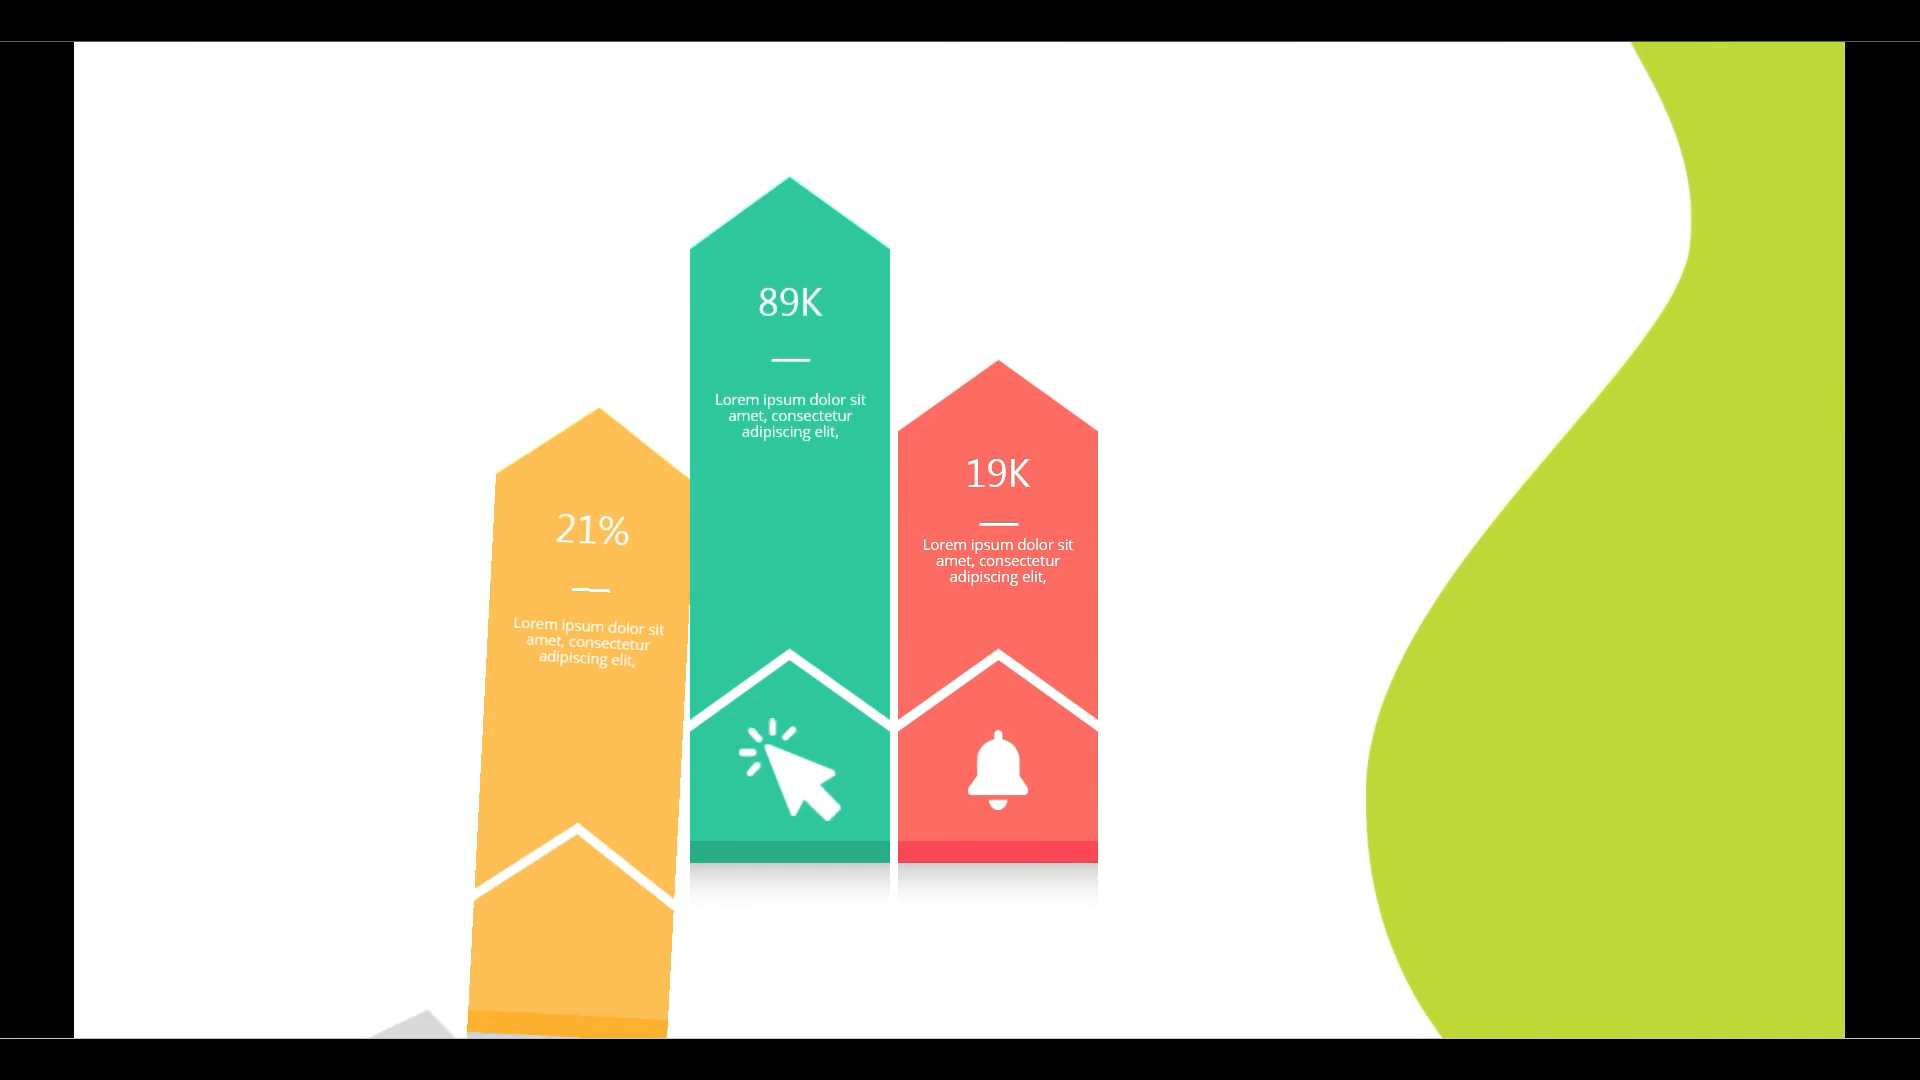 89K
Lorem ipsum dolor sit
amet, consectetur
adipiscing elit,
19K
Lorem ipsum dolor sit
amet, consectetur
adipiscing elit,
21%
Lorem ipsum dolor sit
amet, consectetur
adipiscing elit,